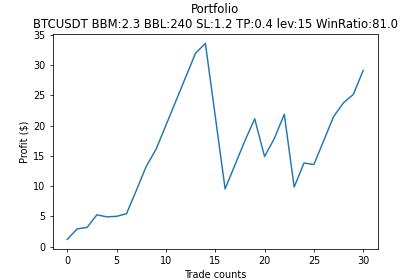 Portfolio
BTCUSDT BBM:2.3 BBL:240 SL:1.2 TP:0.4 lev:15 WinRatio:81.0
35
30
25
20
15
10
5
0
Profit ($)
0 5 10 15 20 25 30
Trade counts